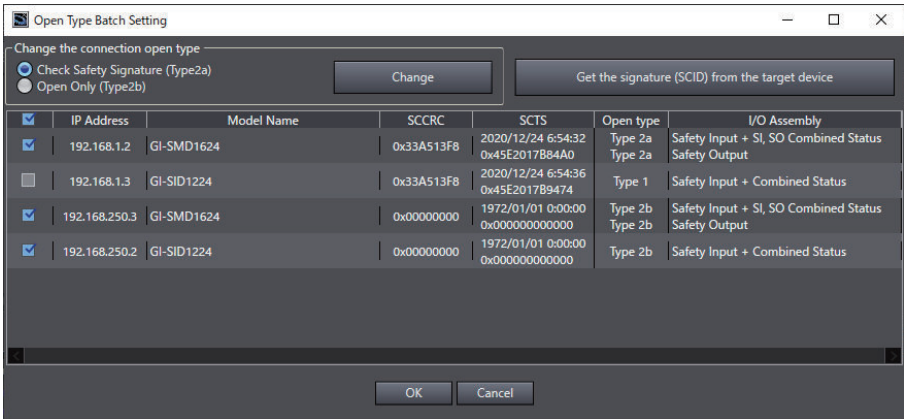 Open Type Batch Setting
Change the connection open type
Check Safety Signature (Type2a)
Open Only (Type2b)
Change
Get the signature (SCID) from the target device
IP Address Model Name SCCRC SCTS Open type I/O Assembly
192.168.1.2 GI-SMD1624 0x33A513F8 2020/12/24 6:54:32 Type 2a Safety Input + SI, SO Combined Status
0x45E2017B84A0 Type 2a Safety Output
192.168.1.3 GI-SID1224 0x33A513F8 2020/12/24 6:54:36 Type 1 Safety Input + Combined Status
0x45E2017B9474
192.168.250.3 GI-SMD1624 0x00000000 1972/01/01 0:00:00 Type 2b Safety Input + SI, SO Combined Status
0x000000000000 Type 2b Safety Output
192.168.250.2 GI-SID1224 0x00000000 1972/01/01 0:00:00 Type 2b Safety Input + Combined Status
0x000000000000
OK Cancel